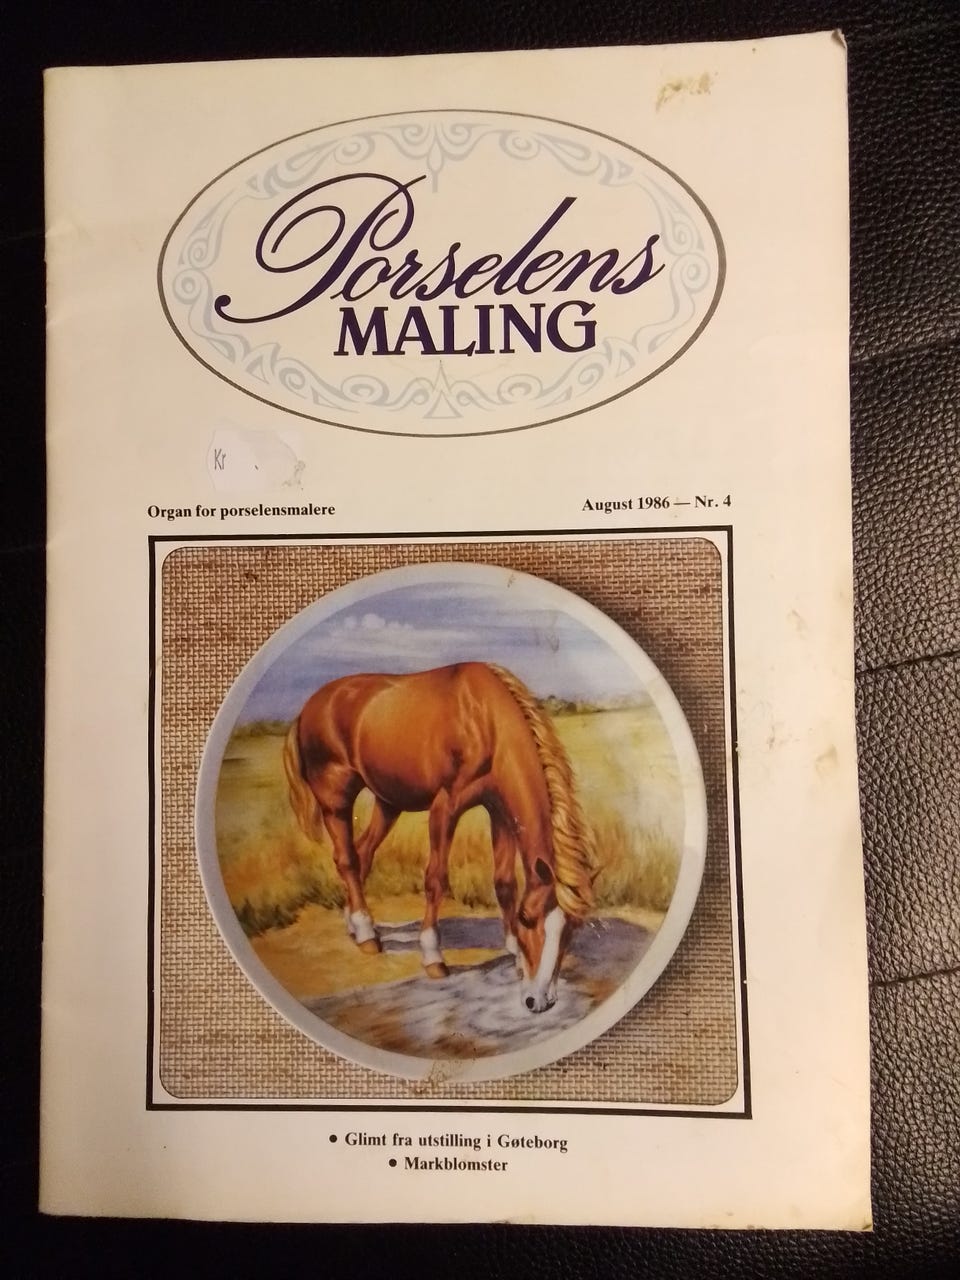 Porselens
MALING
Kr
Organ for porselensmalere
August 1986 — Nr. 4
• Glimt fra utstilling i Gøteborg
• Markblomster